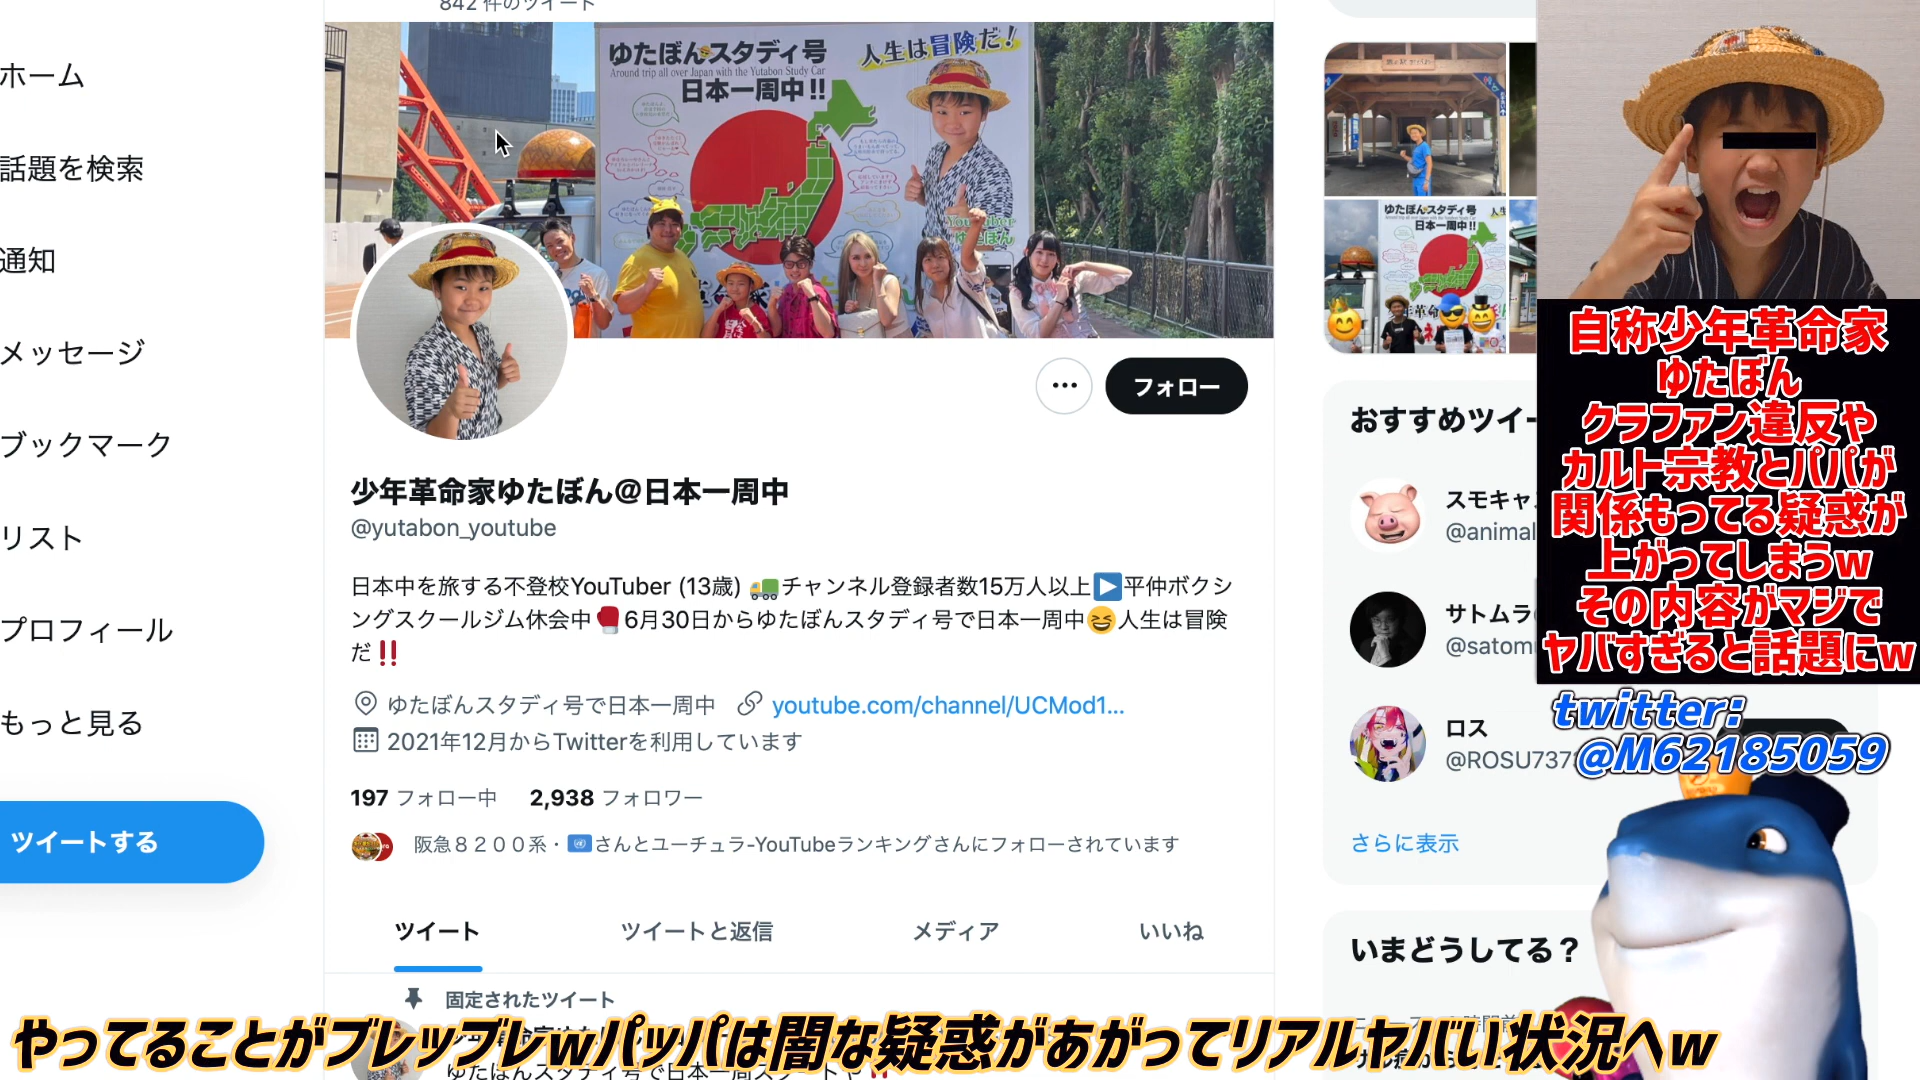 842 件のツイート
ホーム
話題を検索
通知
メッセージ
ブックマーク
リスト
プロフィール
もっと見る
ツイートする
ゆたぼんスタディ号
Around trip all over Japan with the Yutabon Study Car
日本一周中!!
人生は冒険だ!
YouTuber
ゆたぼん
フォロー
少年革命家ゆたぼん@日本一周中
@yutabon_youtube
日本中を旅する不登校YouTuber (13歳) 🚛チャンネル登録者数15万人以上▶️平仲ボクシ
ングスクールジム休会中🥊6月30日からゆたぼんスタディ号で日本一周中😆人生は冒険
だ‼️
ゆたぼんスタディ号で日本一周中 youtube.com/channel/UCMod1...
2021年12月からTwitterを利用しています
197 フォロー中 2,938 フォロワー
阪急８２００系・🇺🇳さんとユーチュラ-YouTubeランキングさんにフォローされています
ツイート ツイートと返信 メディア いいね
固定されたツイート
ゆたぼんスタディ号
日本一周中!!
おすすめツイー
スモキャ
@animal
サトムラ
@satom
ロス
@ROSU737
さらに表示
いまどうしてる？
自称少年革命家
ゆたぼん
クラファン違反や
カルト宗教とパパが
関係もってる疑惑が
上がってしまうw
その内容がマジで
ヤバすぎると話題にw
twitter:
@M62185059
やってることがブレッブレwパッパは闇な疑惑があがってリアルヤバい状況へw